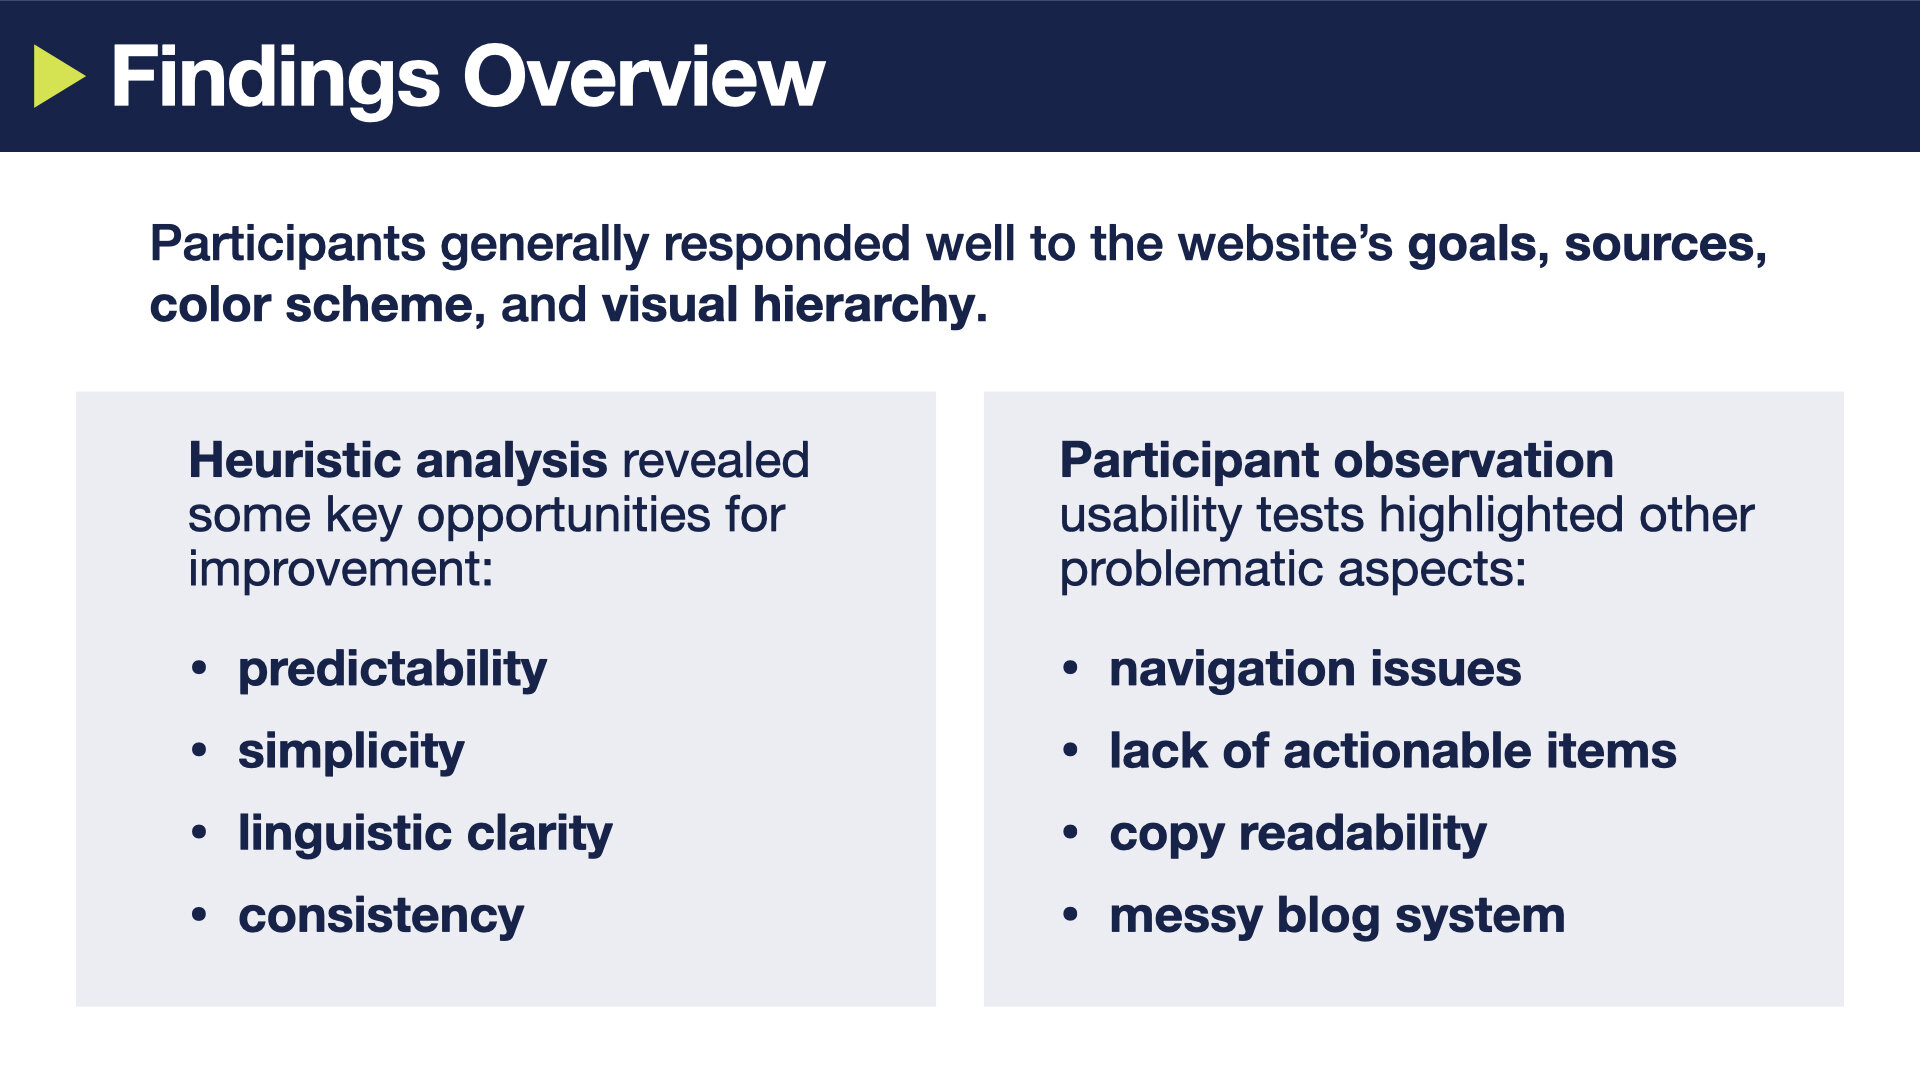 Findings Overview
Participants generally responded well to the website’s goals, sources,
color scheme, and visual hierarchy.
Heuristic analysis revealed
some key opportunities for
improvement:
• predictability
• simplicity
• linguistic clarity
• consistency
Participant observation
usability tests highlighted other
problematic aspects:
• navigation issues
• lack of actionable items
• copy readability
• messy blog system